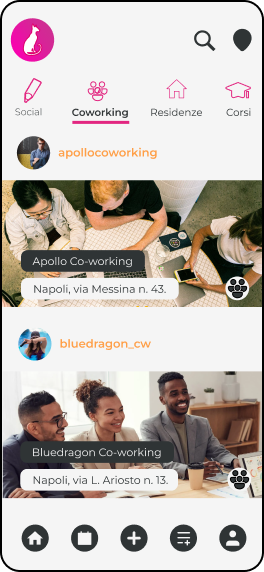 Social
Coworking
Residenze
Corsi
apollocoworking
Apollo Co-working
Napoli, via Messina n. 43.
bluedragon_cw
Bluedragon Co-working
Napoli, via L. Ariosto n. 13.